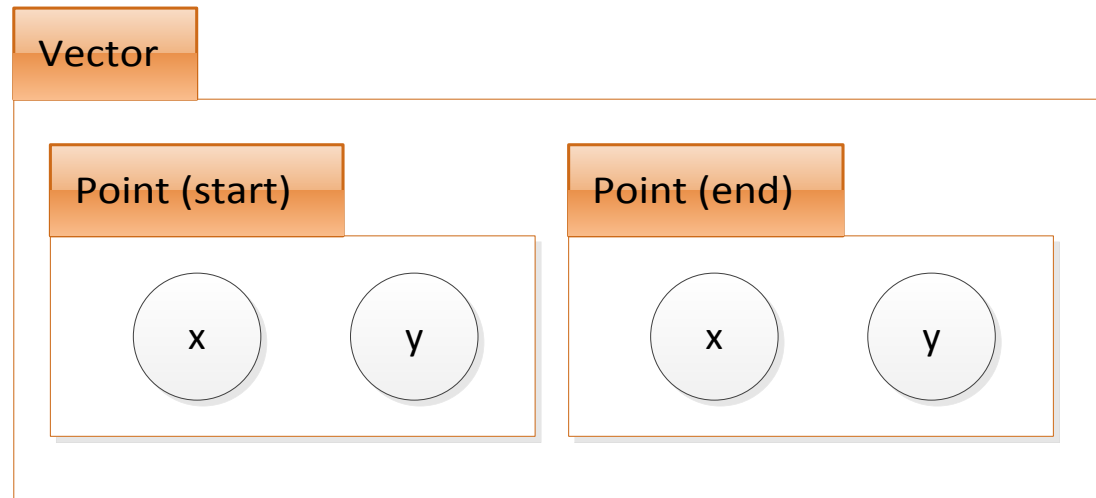 Vector
Point (start)
Point (end)
x
y
x
y